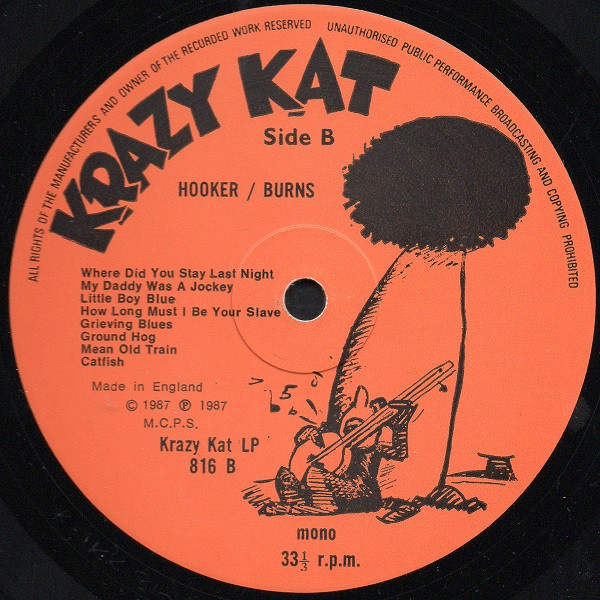 ALL RIGHTS OF THE MANUFACTURERS AND OWNER OF THE RECORDED WORK RESERVED
UNAUTHORISED PUBLIC PERFORMANCE BROADCASTING AND COPYING PROHIBITED
KRAZY KAT
Side B
HOOKER / BURNS
Where Did You Stay Last Night
My Daddy Was A Jockey
Little Boy Blue
How Long Must I Be Your Slave
Grieving Blues
Ground Hog
Mean Old Train
Catfish
Made in England
© 1987 ℗ 1987
M.C.P.S.
Krazy Kat LP
816 B
mono
33⅓ r.p.m.